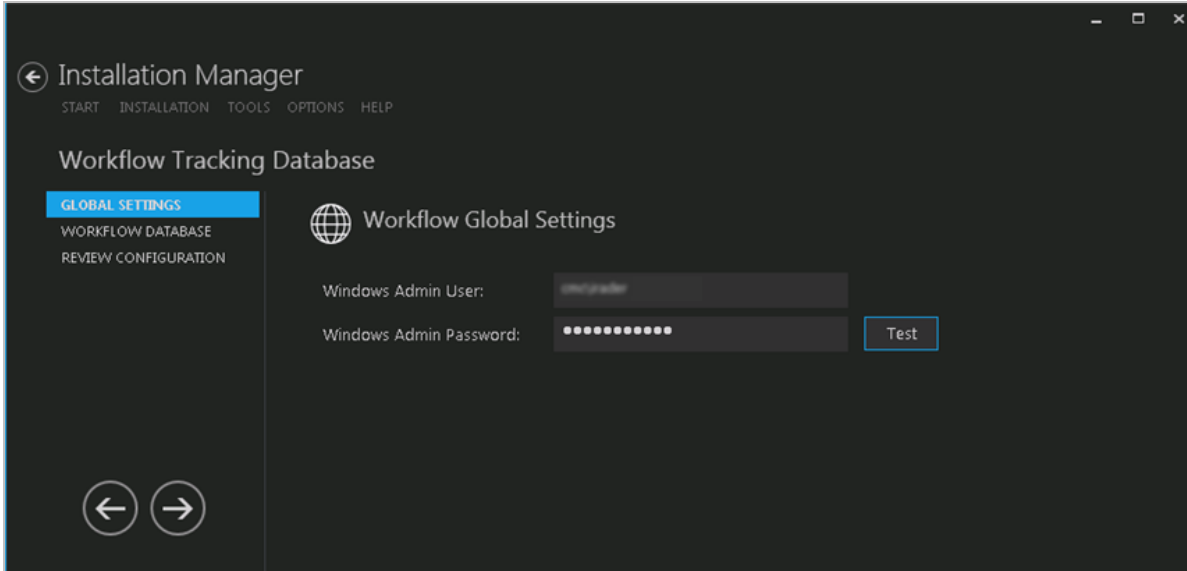 Installation Manager
START INSTALLATION TOOLS OPTIONS HELP
Workflow Tracking Database
GLOBAL SETTINGS
WORKFLOW DATABASE
REVIEW CONFIGURATION
Workflow Global Settings
Windows Admin User:
Windows Admin Password:
Test